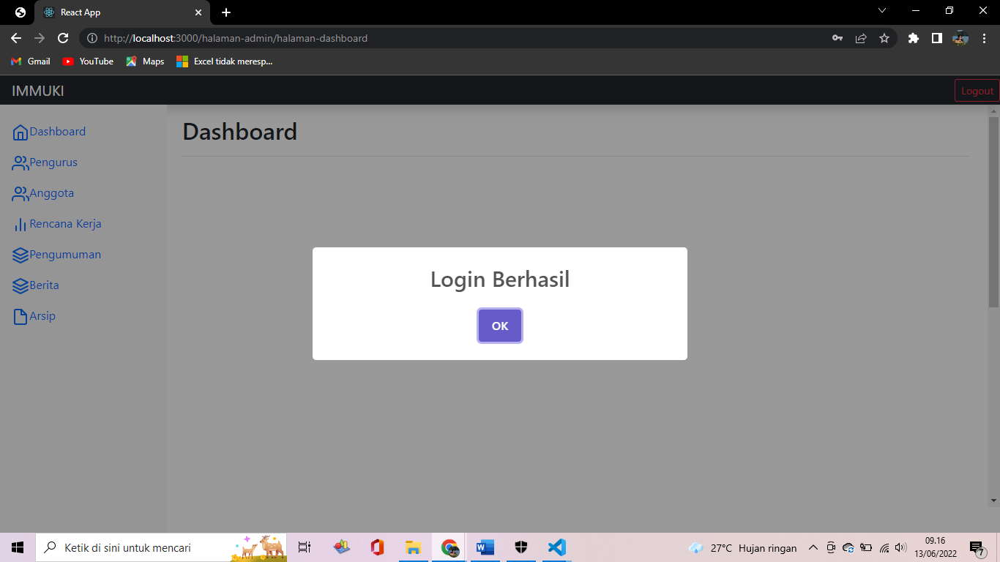 React App
http://localhost:3000/halaman-admin/halaman-dashboard
Gmail YouTube Maps Excel tidak meresp...
IMMUKI Logout
Dashboard
Pengurus
Anggota
Rencana Kerja
Pengumuman
Berita
Arsip
Dashboard
Login Berhasil
OK
Ketik di sini untuk mencari
27°C Hujan ringan
09.16
13/06/2022
7